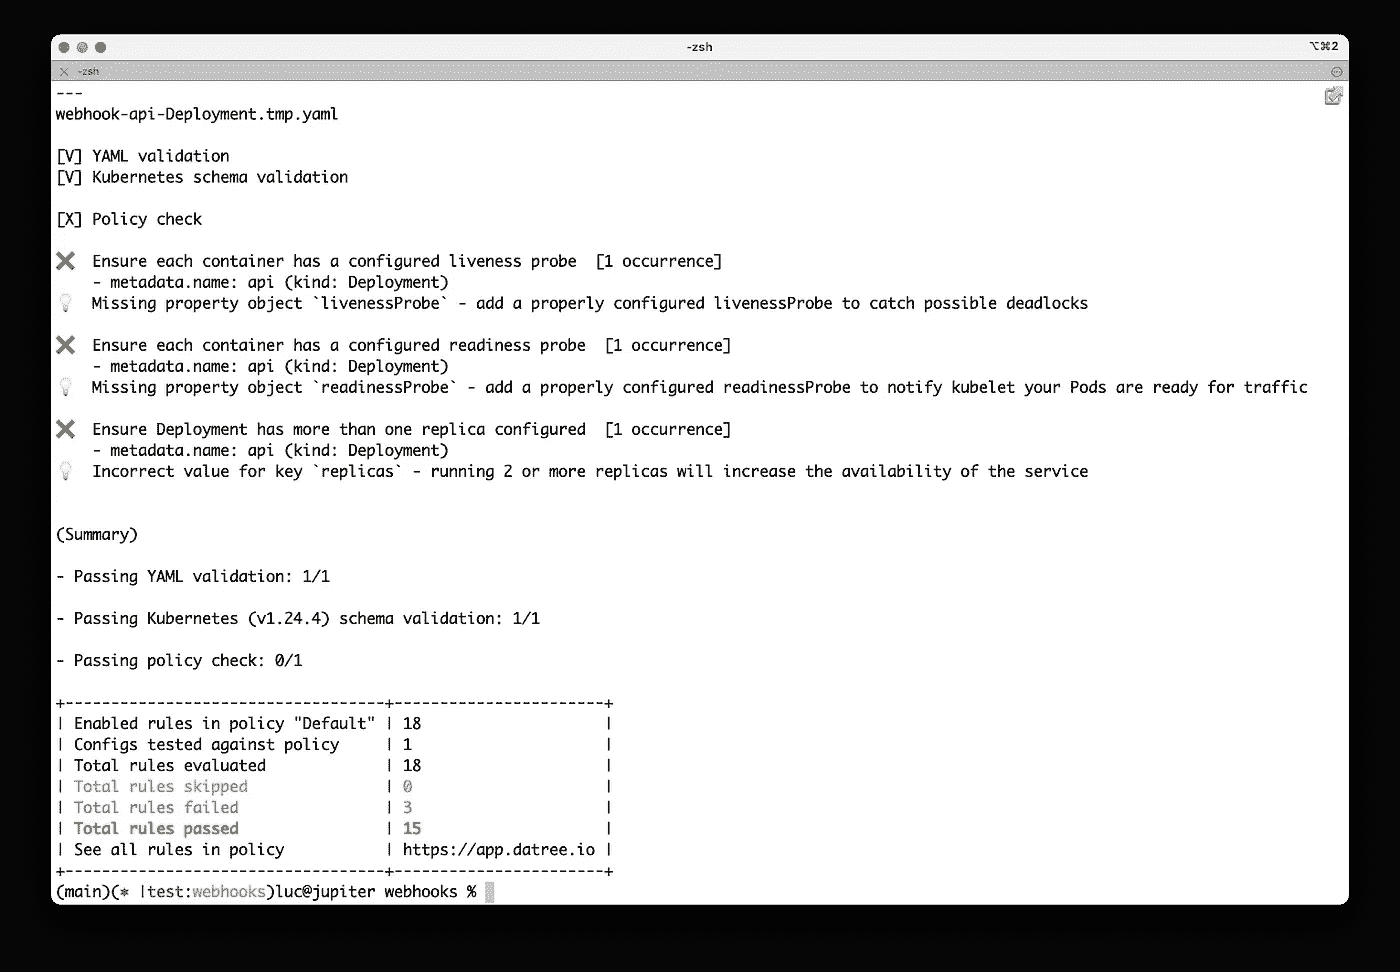 -zsh
⌥⌘2
-zsh
---
webhook-api-Deployment.tmp.yaml
[V] YAML validation
[V] Kubernetes schema validation
[X] Policy check
❌ Ensure each container has a configured liveness probe [1 occurrence]
- metadata.name: api (kind: Deployment)
💡 Missing property object `livenessProbe` - add a properly configured livenessProbe to catch possible deadlocks
❌ Ensure each container has a configured readiness probe [1 occurrence]
- metadata.name: api (kind: Deployment)
💡 Missing property object `readinessProbe` - add a properly configured readinessProbe to notify kubelet your Pods are ready for traffic
❌ Ensure Deployment has more than one replica configured [1 occurrence]
- metadata.name: api (kind: Deployment)
💡 Incorrect value for key `replicas` - running 2 or more replicas will increase the availability of the service
(Summary)
- Passing YAML validation: 1/1
- Passing Kubernetes (v1.24.4) schema validation: 1/1
- Passing policy check: 0/1
+-----------------------------------+-----------------------+
| Enabled rules in policy "Default" | 18 |
| Configs tested against policy | 1 |
| Total rules evaluated | 18 |
| Total rules skipped | 0 |
| Total rules failed | 3 |
| Total rules passed | 15 |
| See all rules in policy | https://app.datree.io |
+-----------------------------------+-----------------------+
(main)(⎈ |test:webhooks)luc@jupiter webhooks %